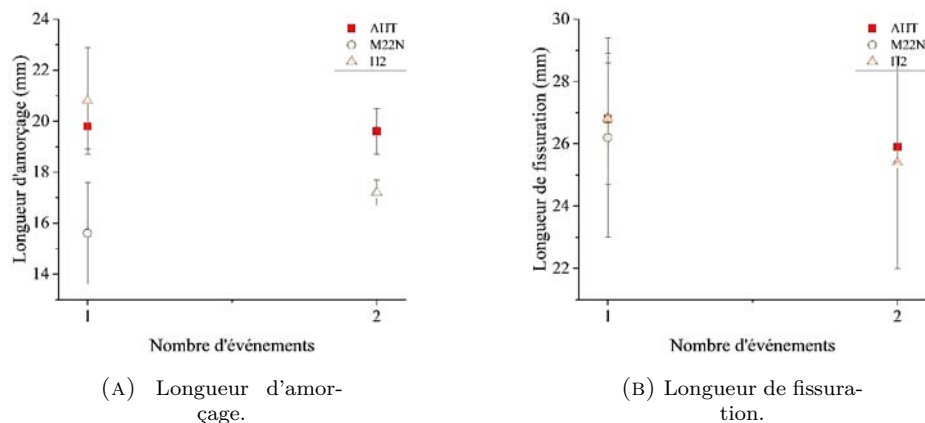 24
22
20
18
16
14
Longueur d'amorçage (mm)
AHT
M22N
H2
1
2
Nombre d'événements
(A) Longueur d'amor-
çage.
30
28
26
24
22
Longueur de fissuration (mm)
AHT
M22N
H2
1
2
Nombre d'événements
(B) Longueur de fissura-
tion.